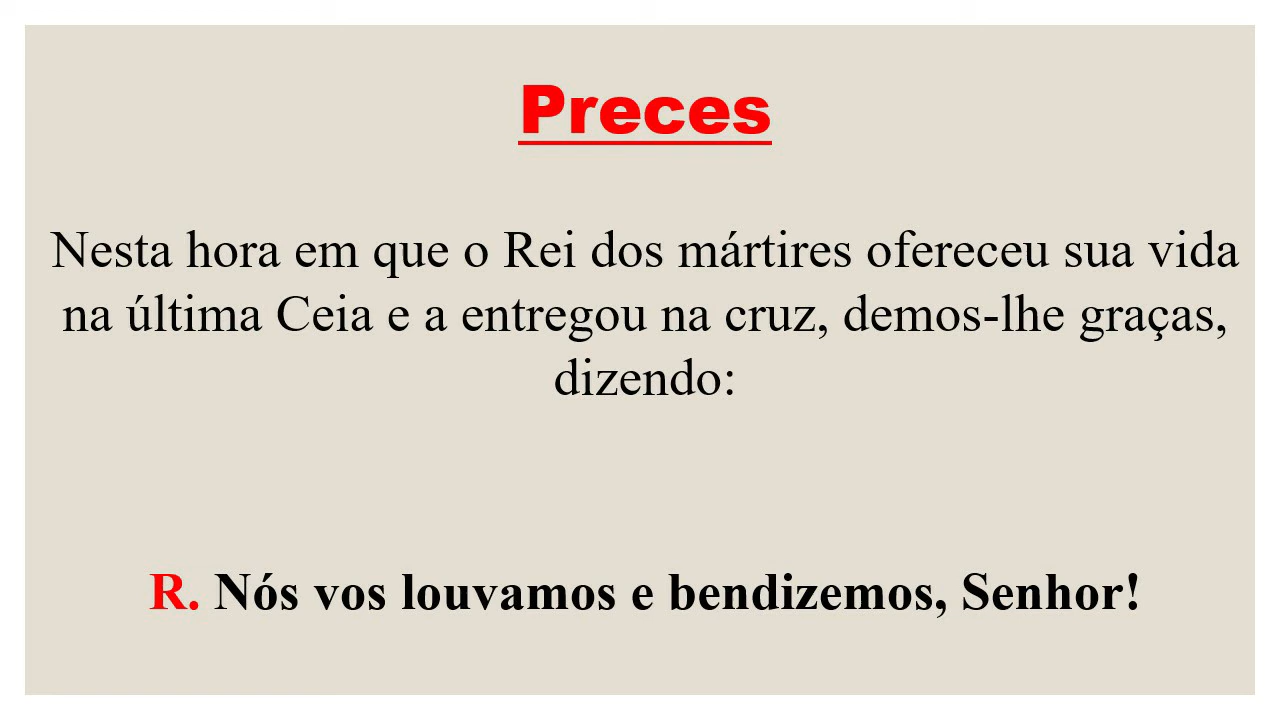 Preces
Nesta hora em que o Rei dos mártires ofereceu sua vida
na última Ceia e a entregou na cruz, demos-lhe graças,
dizendo:
R. Nós vos louvamos e bendizemos, Senhor!